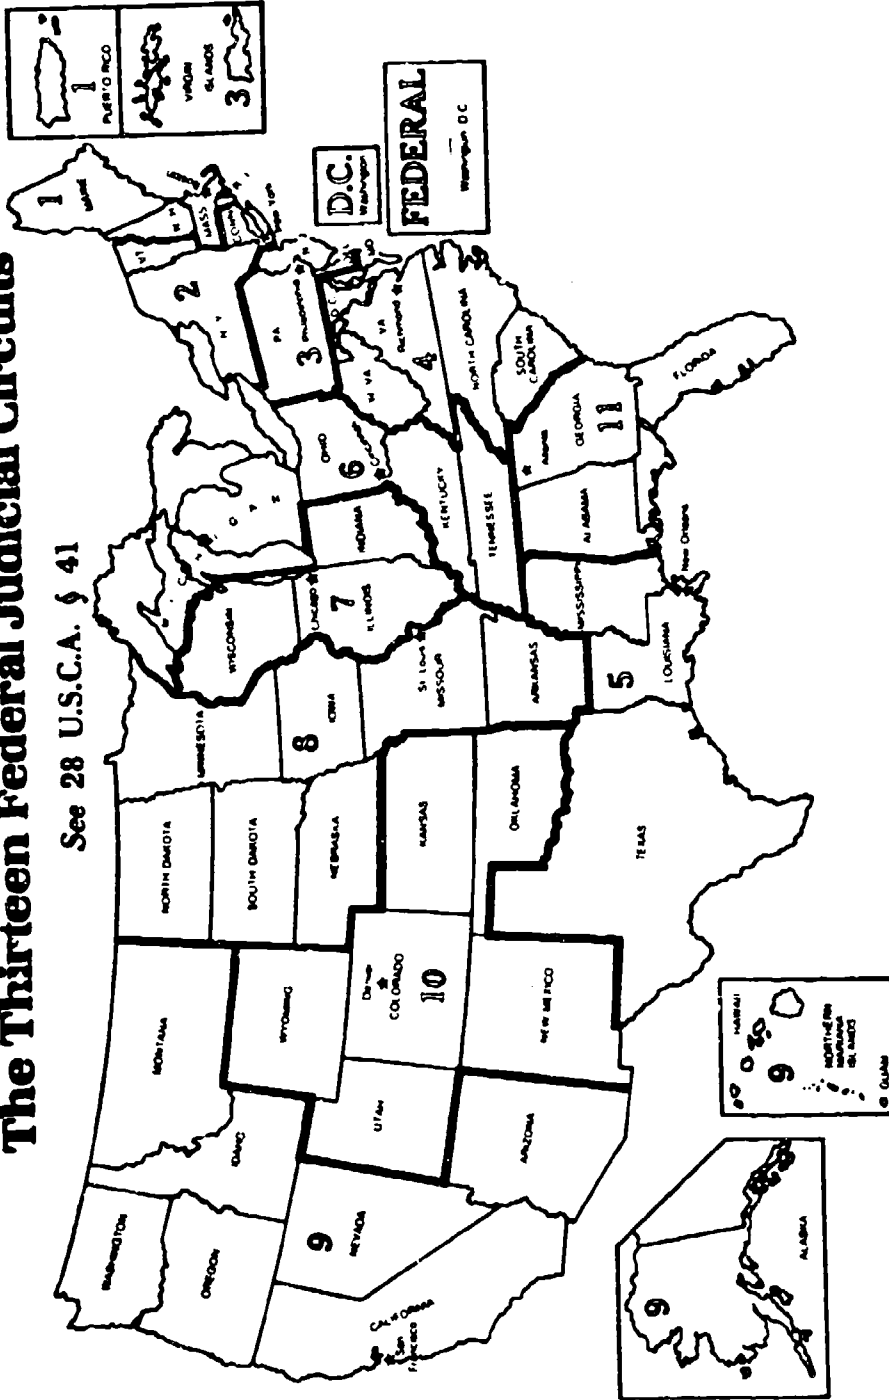 The Thirteen Federal Judicial Circuits
See 28 U.S.C.A. § 41
1
PUERTO RICO
VIRGIN
ISLANDS
3
D.C.
Washington
FEDERAL
Washington D C
WASHINGTON
OREGON
CALIFORNIA
San
Francisco
9
NEVADA
IDAHO
MONTANA
UTAH
ARIZONA
WYOMING
Denver
COLORADO
10
NEW MEXICO
NORTH DAKOTA
SOUTH DAKOTA
NEBRASKA
KANSAS
OKLAHOMA
TEXAS
MINNESOTA
8
IOWA
St Louis
MISSOURI
ARKANSAS
5
LOUISIANA
New Orleans
MISSISSIPPI
WISCONSIN
CHICAGO
7
ILLINOIS
INDIANA
MICHIGAN
OHIO
6
Cincinnati
KENTUCKY
TENNESSEE
ALABAMA
Atlanta
GEORGIA
11
FLORIDA
SOUTH
CAROLINA
NORTH CAROLINA
4
Richmond
VA
W VA
PA
Philadelphia
3
2
N Y
VT
N H
MASS
CONN
New York
1
MAINE
MD
9
ALASKA
HAWAII
9
NORTHERN
MARIANA
ISLANDS
GUAM